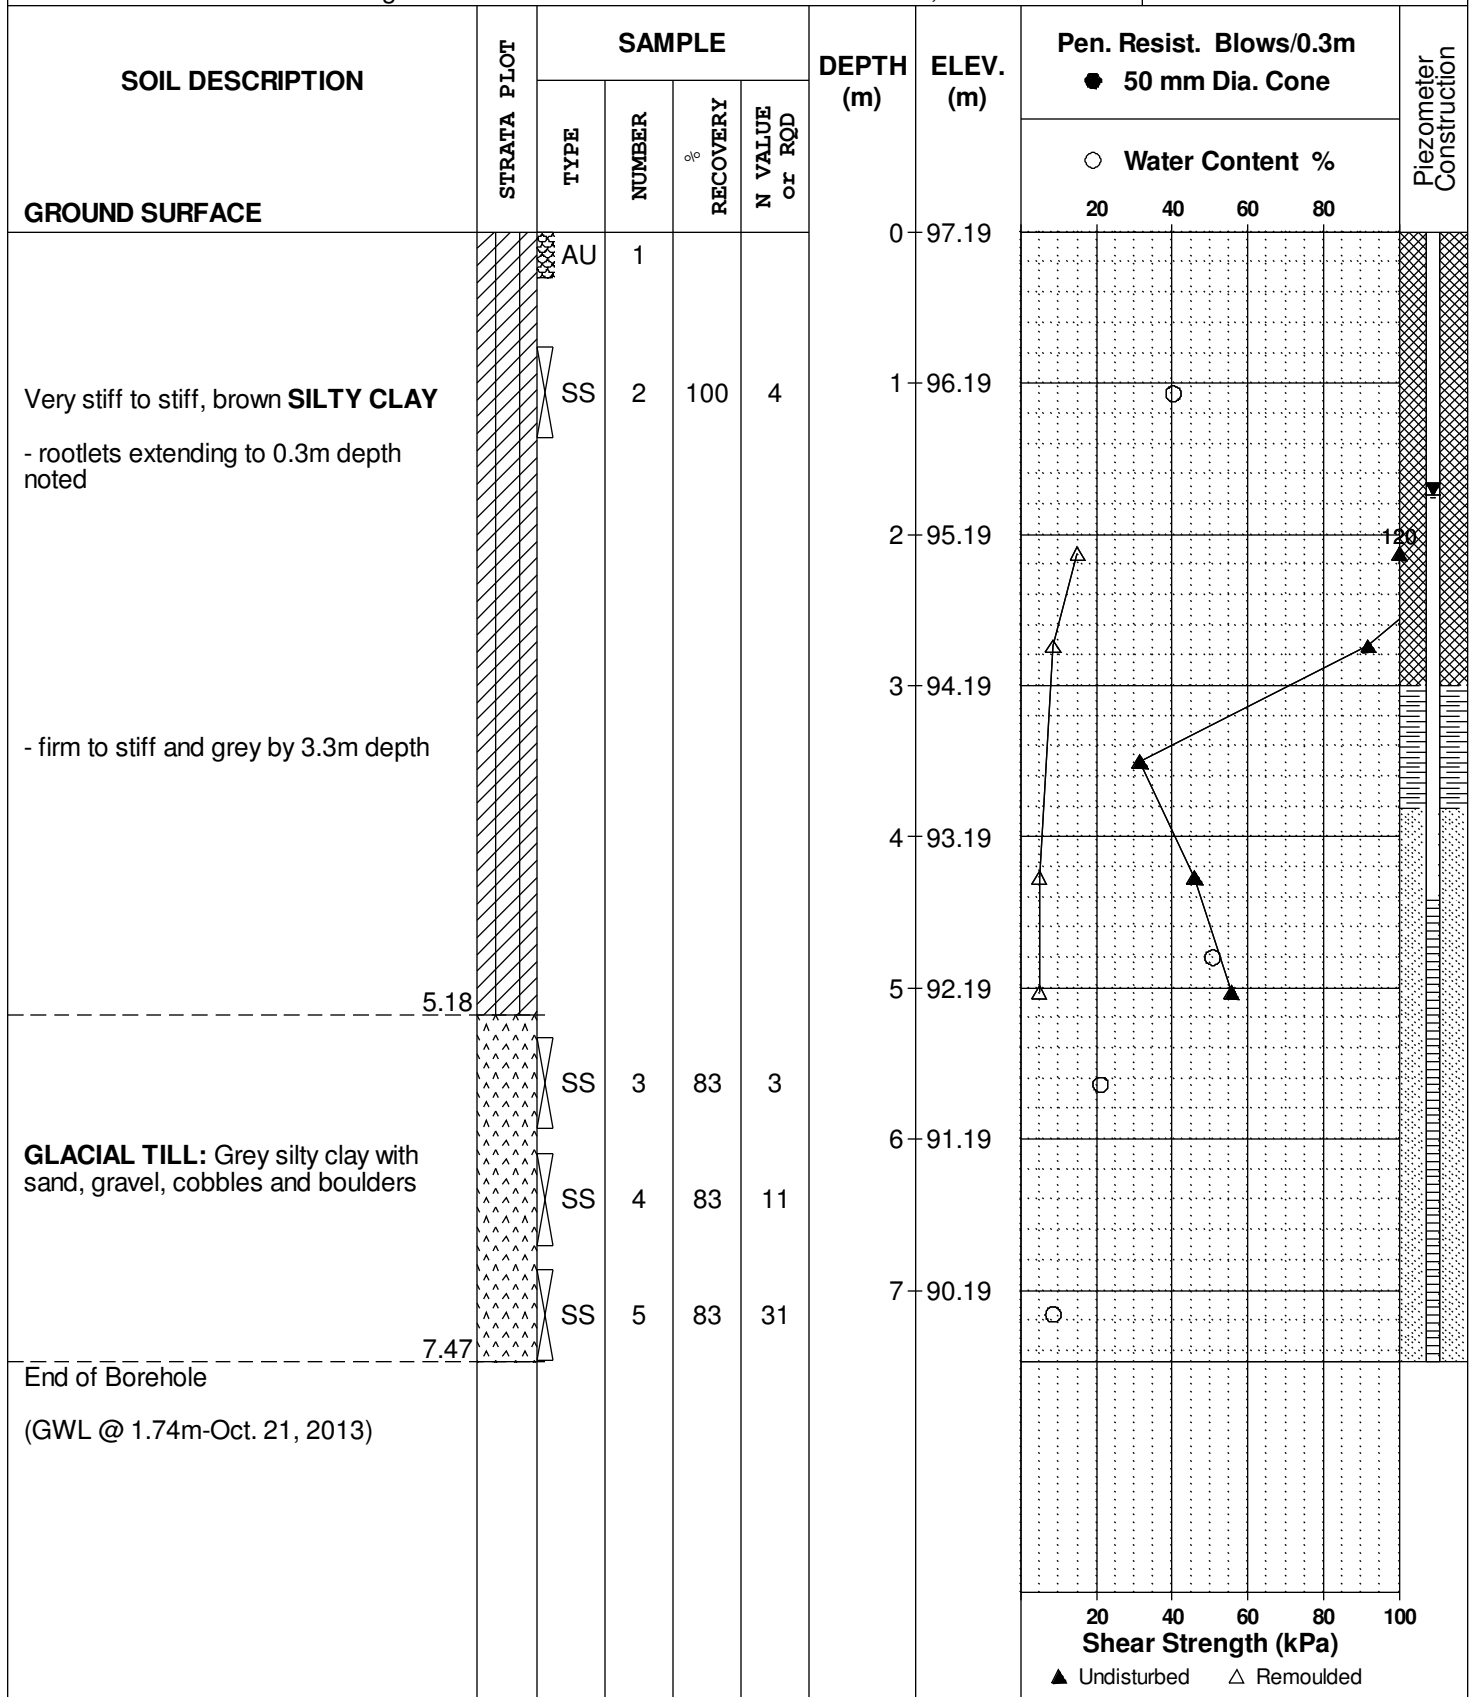 SOIL DESCRIPTION
GROUND SURFACE
STRATA PLOT
SAMPLE
TYPE
NUMBER
%
RECOVERY
N VALUE
or RQD
DEPTH
(m)
ELEV.
(m)
Pen. Resist. Blows/0.3m
● 50 mm Dia. Cone
○ Water Content %
20 40 60 80
Piezometer
Construction
0 97.19
AU 1
1 96.19
Very stiff to stiff, brown SILTY CLAY
SS 2 100 4
- rootlets extending to 0.3m depth
noted
2 95.19
120
3 94.19
- firm to stiff and grey by 3.3m depth
4 93.19
5 92.19
5.18
SS 3 83 3
6 91.19
GLACIAL TILL: Grey silty clay with
sand, gravel, cobbles and boulders
SS 4 83 11
7 90.19
SS 5 83 31
7.47
End of Borehole
(GWL @ 1.74m-Oct. 21, 2013)
20 40 60 80 100
Shear Strength (kPa)
▲ Undisturbed △ Remoulded